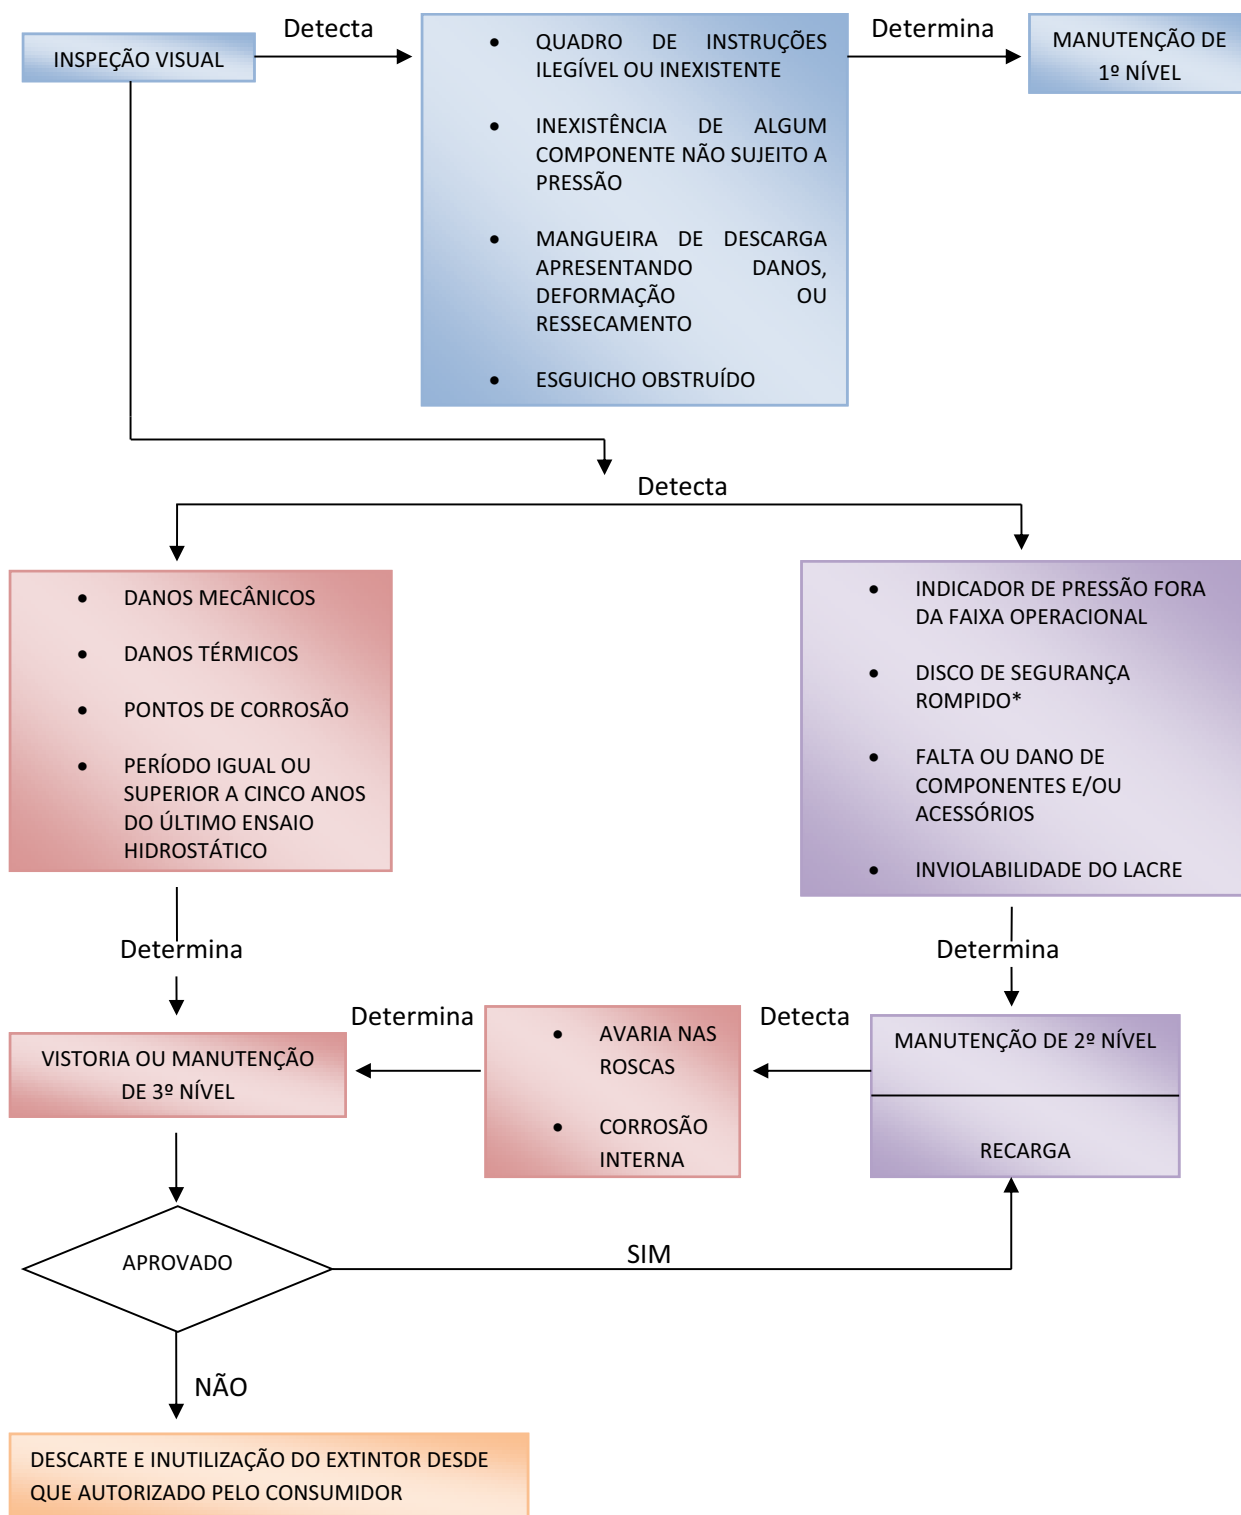 INSPEÇÃO VISUAL
Detecta
• QUADRO DE INSTRUÇÕES
ILEGÍVEL OU INEXISTENTE
• INEXISTÊNCIA DE ALGUM
COMPONENTE NÃO SUJEITO A
PRESSÃO
• MANGUEIRA DE DESCARGA
APRESENTANDO DANOS,
DEFORMAÇÃO OU
RESSECAMENTO
• ESGUICHO OBSTRUÍDO
Determina
MANUTENÇÃO DE
1º NÍVEL
Detecta
• DANOS MECÂNICOS
• DANOS TÉRMICOS
• PONTOS DE CORROSÃO
• PERÍODO IGUAL OU
SUPERIOR A CINCO ANOS
DO ÚLTIMO ENSAIO
HIDROSTÁTICO
• INDICADOR DE PRESSÃO FORA
DA FAIXA OPERACIONAL
• DISCO DE SEGURANÇA
ROMPIDO*
• FALTA OU DANO DE
COMPONENTES E/OU
ACESSÓRIOS
• INVIOLABILIDADE DO LACRE
Determina
Determina
VISTORIA OU MANUTENÇÃO
DE 3º NÍVEL
Determina
• AVARIA NAS
ROSCAS
• CORROSÃO
INTERNA
Detecta
MANUTENÇÃO DE 2º NÍVEL
RECARGA
APROVADO
SIM
NÃO
DESCARTE E INUTILIZAÇÃO DO EXTINTOR DESDE
QUE AUTORIZADO PELO CONSUMIDOR